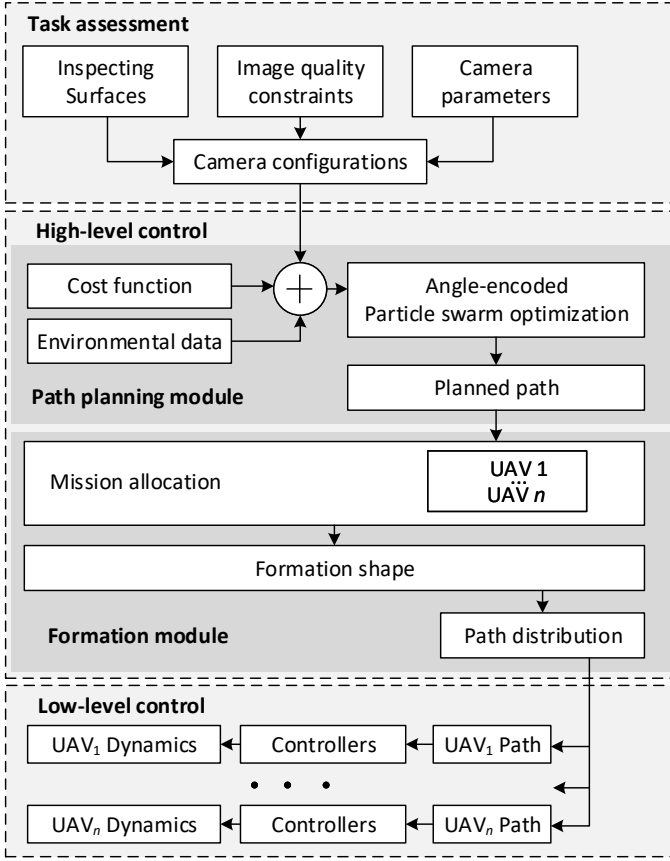 Task assessment
Inspecting
Surfaces
Image quality
constraints
Camera
parameters
Camera configurations
High-level control
Cost function
Environmental data
Angle-encoded
Particle swarm optimization
Path planning module
Planned path
Mission allocation
UAV 1
...
UAV n
Formation shape
Formation module
Path distribution
Low-level control
UAV₁ Dynamics
Controllers
UAV₁ Path
• • •
UAVₙ Dynamics
Controllers
UAVₙ Path